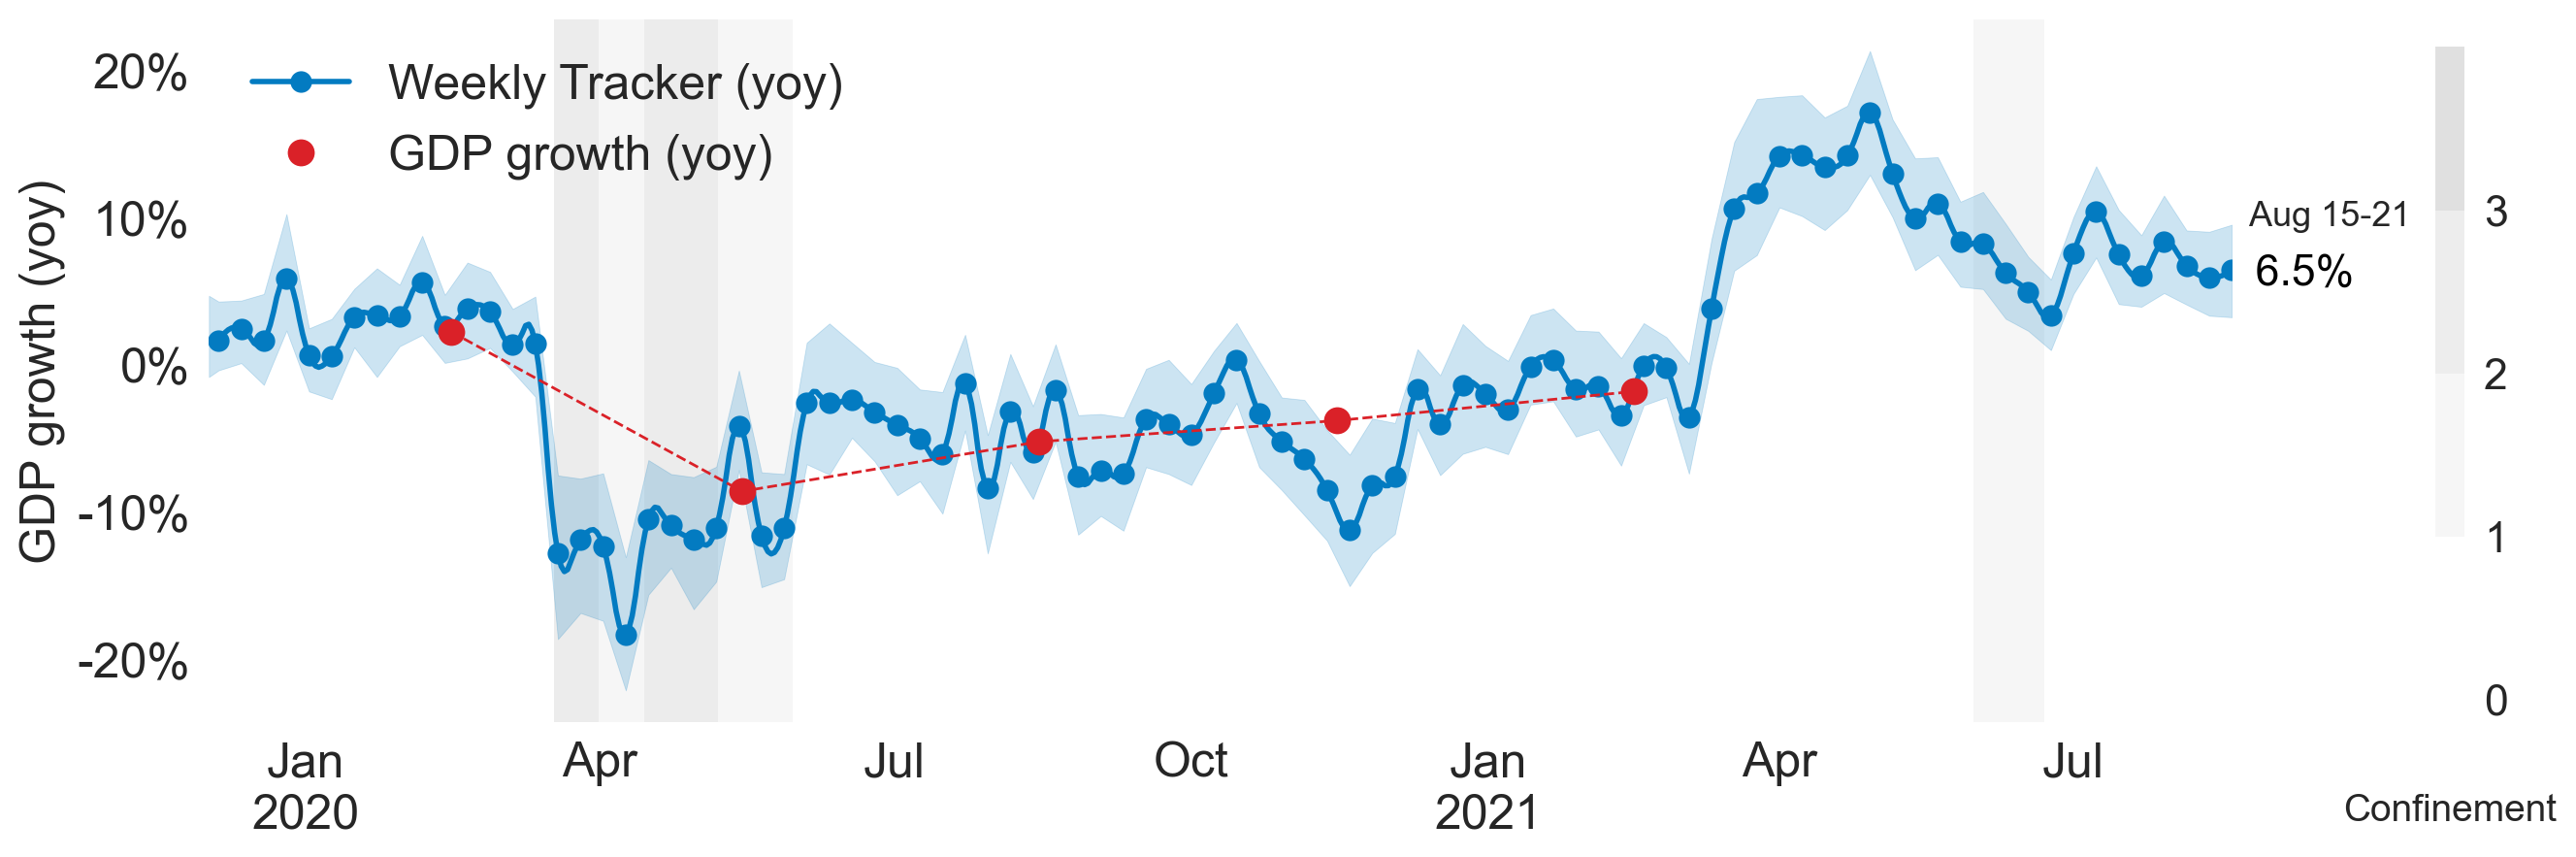 Weekly Tracker (yoy)
GDP growth (yoy)
GDP growth (yoy)
20%
10%
0%
-10%
-20%
Aug 15-21
6.5%
3
2
1
0
Jan Apr Jul Oct Jan Apr Jul
2020 2021
Confinement